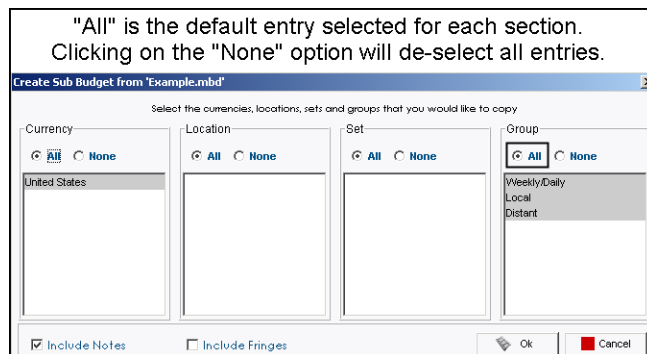 "All" is the default entry selected for each section.
Clicking on the "None" option will de-select all entries.
Create Sub Budget from 'Example.mbd'
Select the currencies, locations, sets and groups that you would like to copy
Currency Location Set Group
All None All None All None All None
United States Weekly/Daily
Local
Distant
Include Notes Include Fringes Ok Cancel